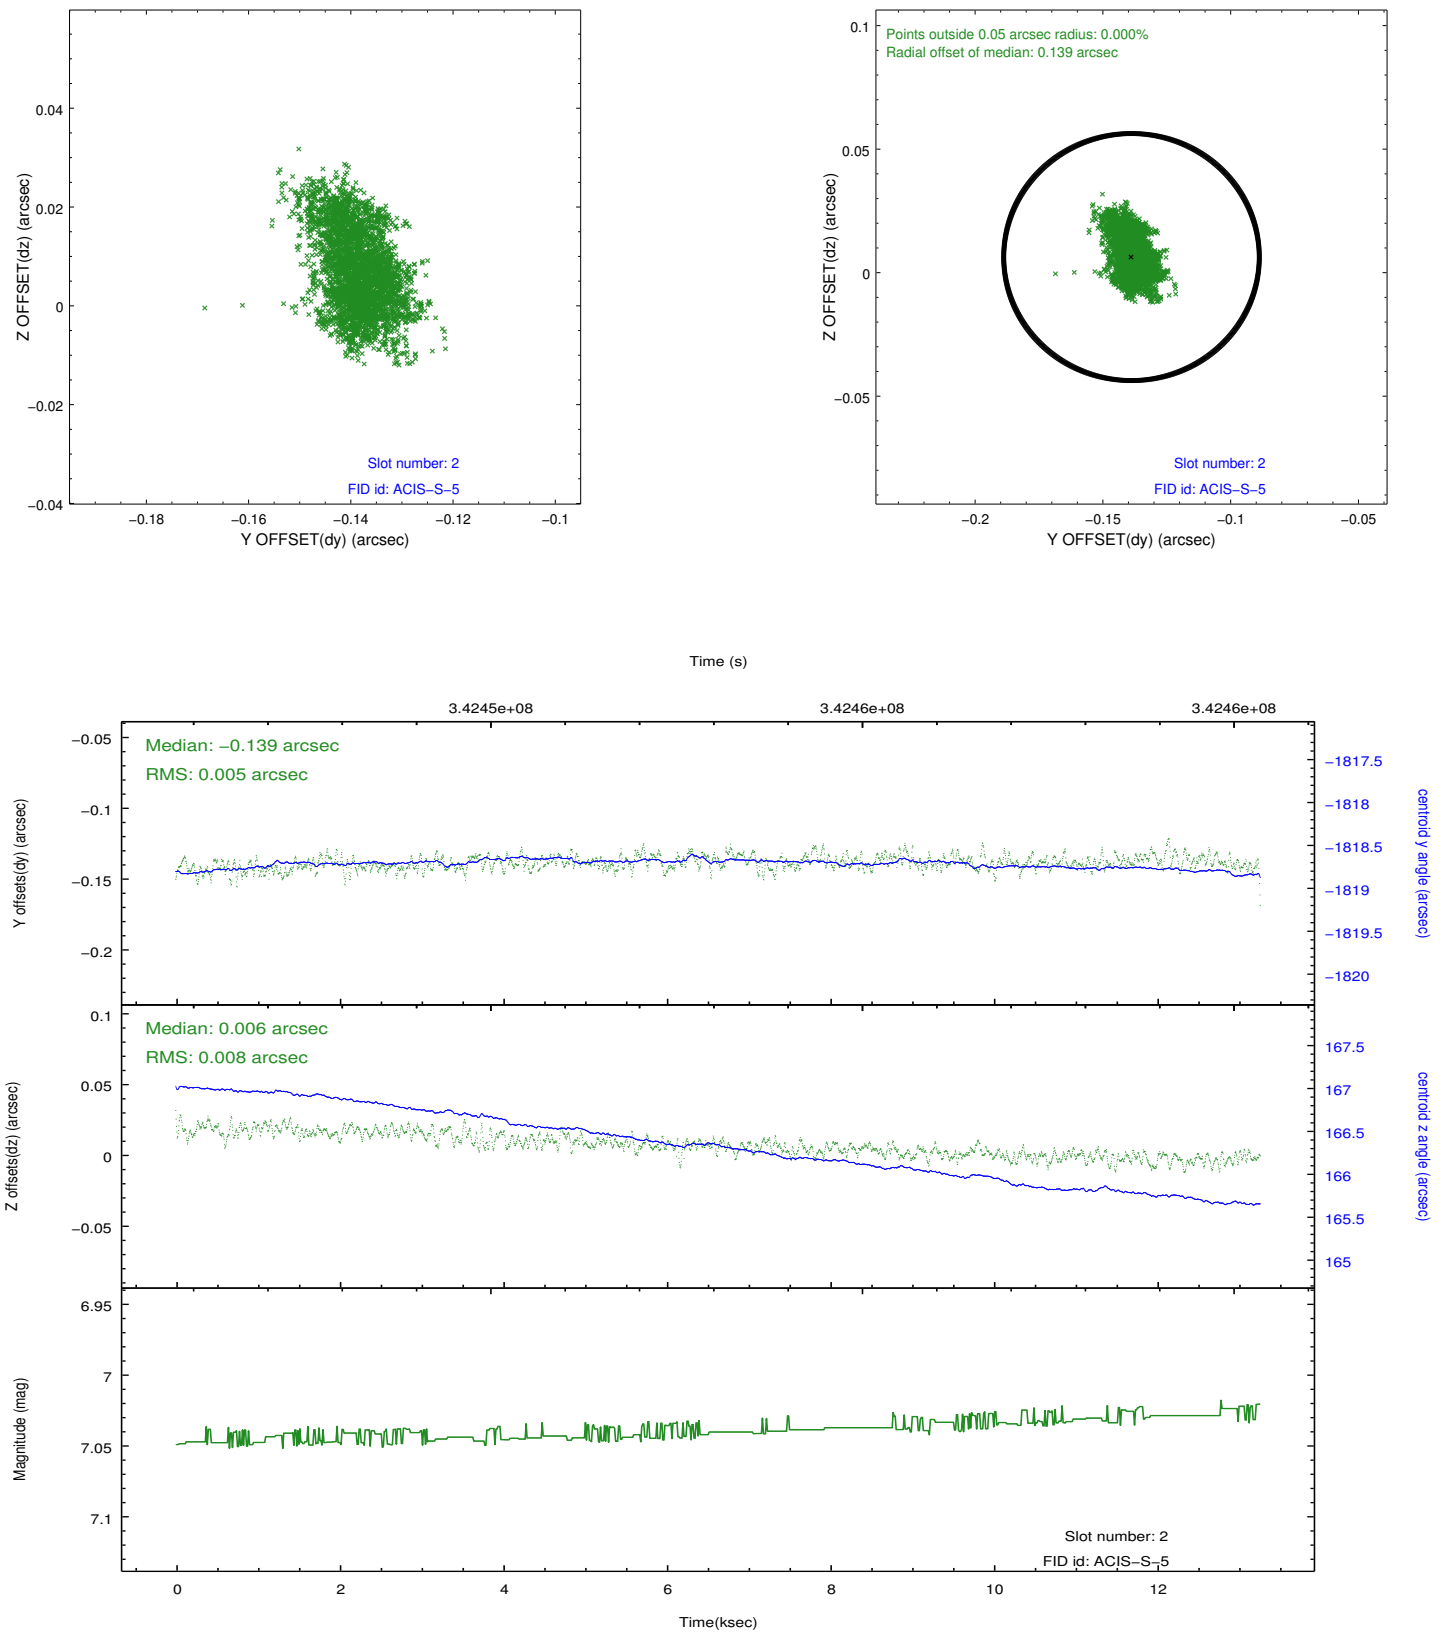 0.04
0.02
0
−0.02
−0.04
Z OFFSET(dz) (arcsec)
Slot number: 2
FID id: ACIS−S−5
−0.18
−0.16
−0.14
−0.12
−0.1
Y OFFSET(dy) (arcsec)
Points outside 0.05 arcsec radius: 0.000%
Radial offset of median: 0.139 arcsec
0.1
0.05
0
−0.05
Z OFFSET(dz) (arcsec)
Slot number: 2
FID id: ACIS−S−5
−0.2
−0.15
−0.1
−0.05
Y OFFSET(dy) (arcsec)
Time (s)
3.4245e+08
3.4246e+08
3.4246e+08
Median: −0.139 arcsec
RMS: 0.005 arcsec
−0.05
−0.1
−0.15
−0.2
Y offsets(dy) (arcsec)
−1817.5
−1818
−1818.5
−1819
−1819.5
−1820
centroid y angle (arcsec)
Median: 0.006 arcsec
RMS: 0.008 arcsec
0.1
0.05
0
−0.05
Z offsets(dz) (arcsec)
167.5
167
166.5
166
165.5
165
centroid z angle (arcsec)
6.95
7
7.05
7.1
Magnitude (mag)
Slot number: 2
FID id: ACIS−S−5
0
2
4
6
8
10
12
Time(ksec)